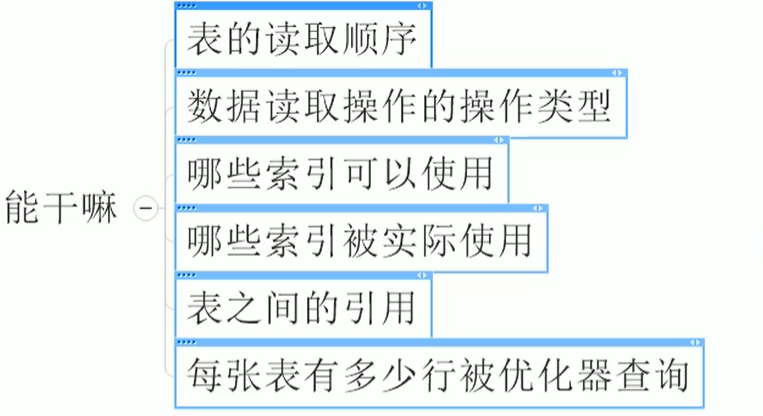 表的读取顺序
数据读取操作的操作类型
哪些索引可以使用
能干嘛
哪些索引被实际使用
表之间的引用
每张表有多少行被优化器查询